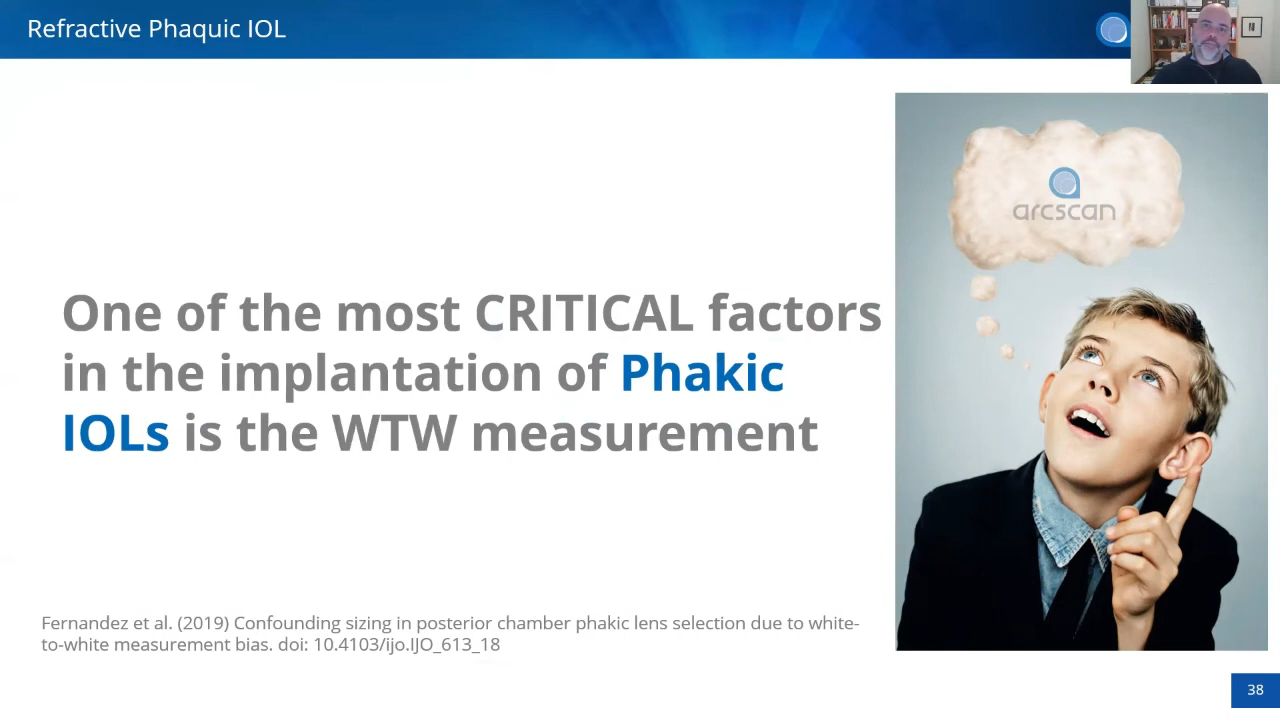 Refractive Phaquic IOL
arcscan
One of the most CRITICAL factors
in the implantation of Phakic
IOLs is the WTW measurement
Fernandez et al. (2019) Confounding sizing in posterior chamber phakic lens selection due to white-
to-white measurement bias. doi: 10.4103/ijo.IJO_613_18
38